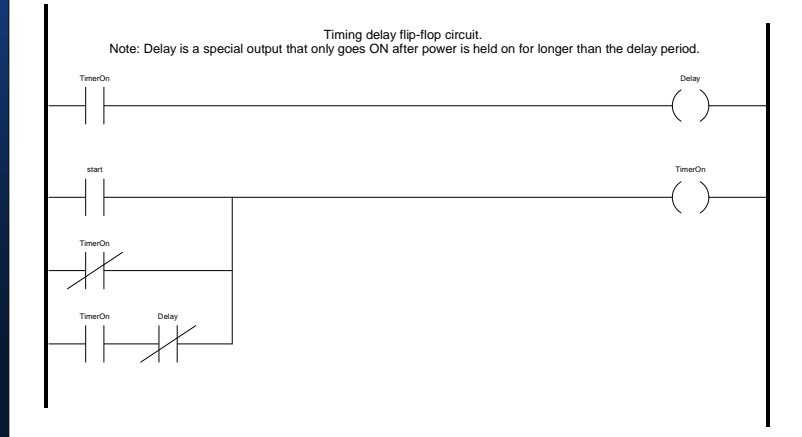 Timing delay flip-flop circuit.
Note: Delay is a special output that only goes ON after power is held on for longer than the delay period.
TimerOn
Delay
start
TimerOn
TimerOn
TimerOn
Delay